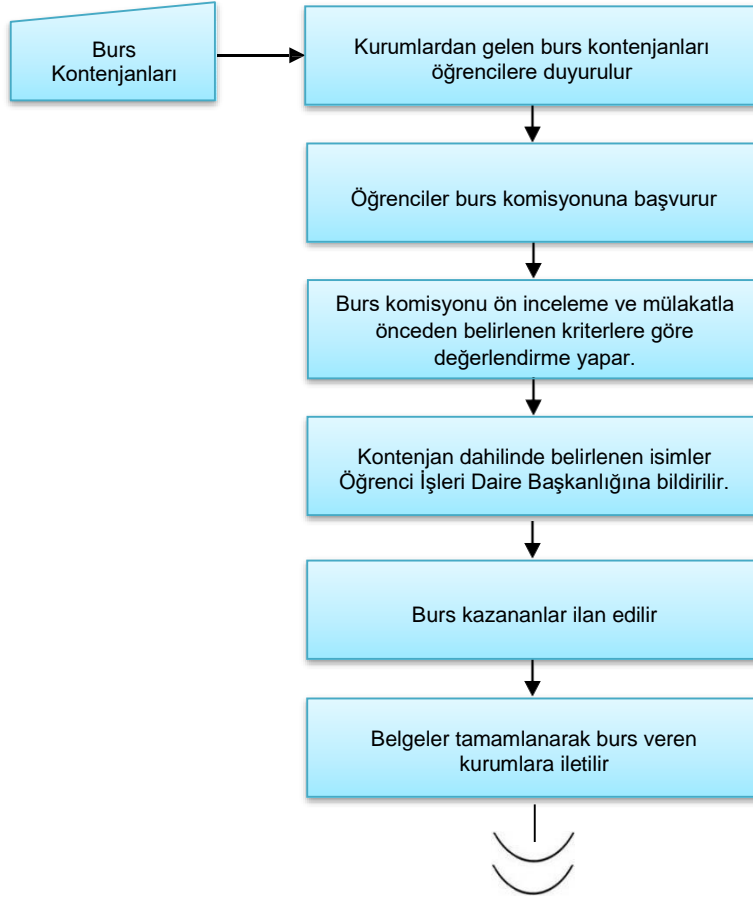 Burs
Kontenjanları
Kurumlardan gelen burs kontenjanları
öğrencilere duyurulur
Öğrenciler burs komisyonuna başvurur
Burs komisyonu ön inceleme ve mülakatla
önceden belirlenen kriterlere göre
değerlendirme yapar.
Kontenjan dahilinde belirlenen isimler
Öğrenci İşleri Daire Başkanlığına bildirilir.
Burs kazananlar ilan edilir
Belgeler tamamlanarak burs veren
kurumlara iletilir